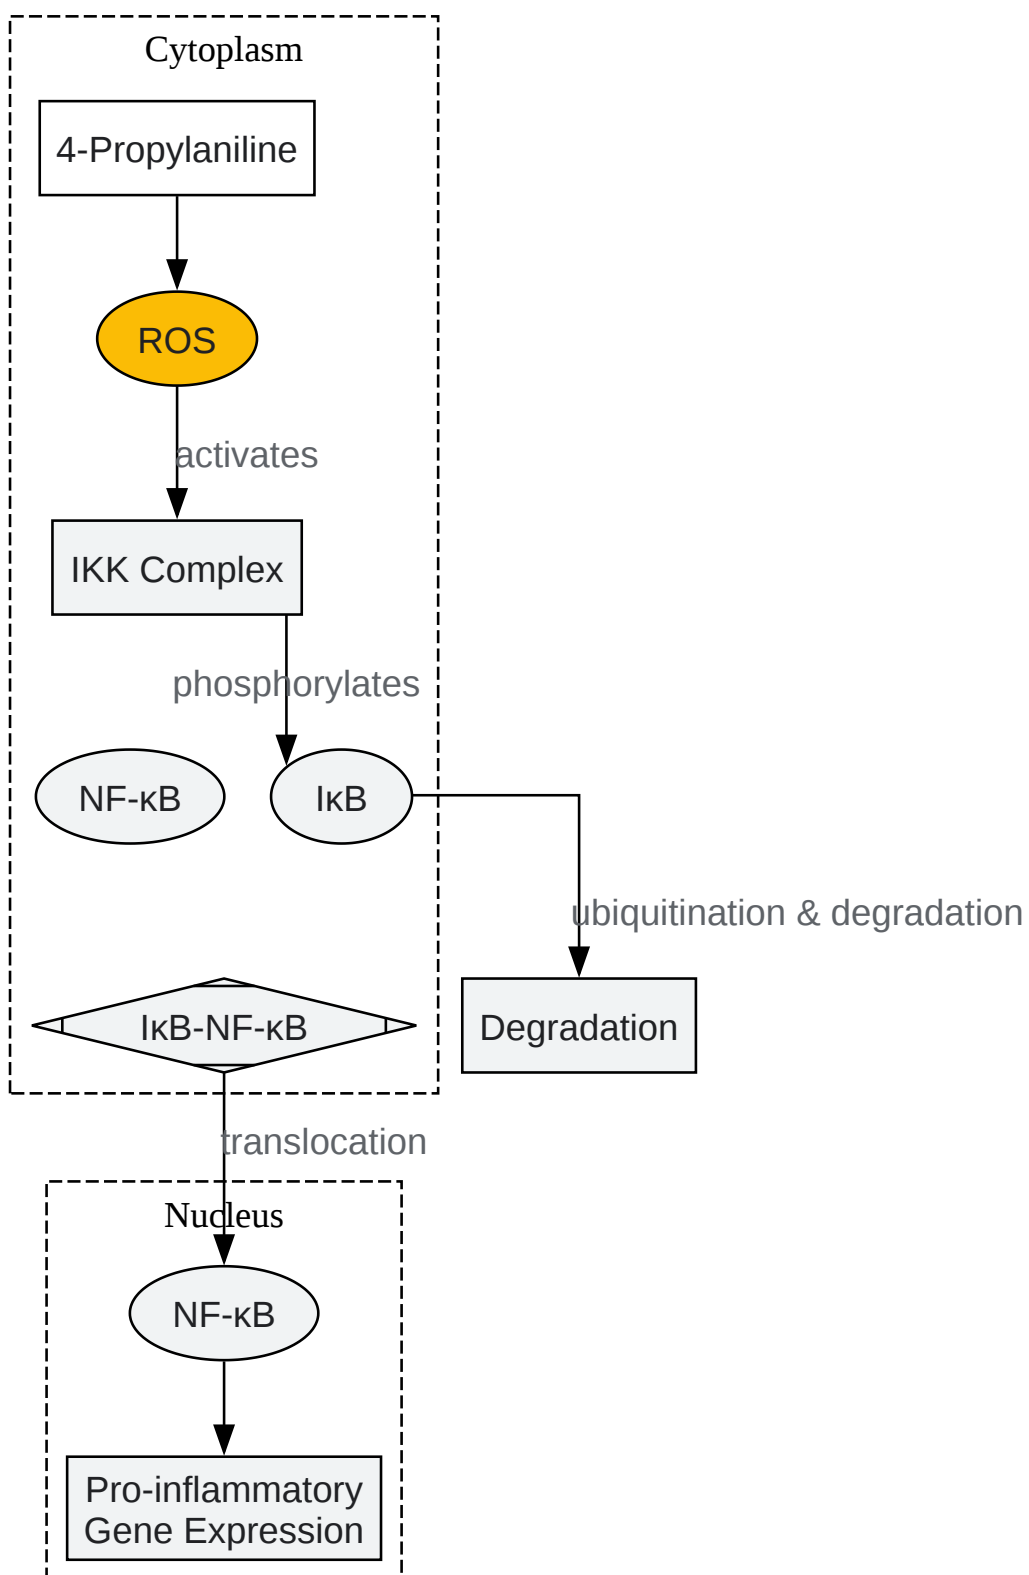 Cytoplasm
4-Propylaniline
ROS
activates
IKK Complex
phosphorylates
NF-κB
IκB
ubiquitination & degradation
IκB-NF-κB
Degradation
translocation
Nucleus
NF-κB
Pro-inflammatory
Gene Expression